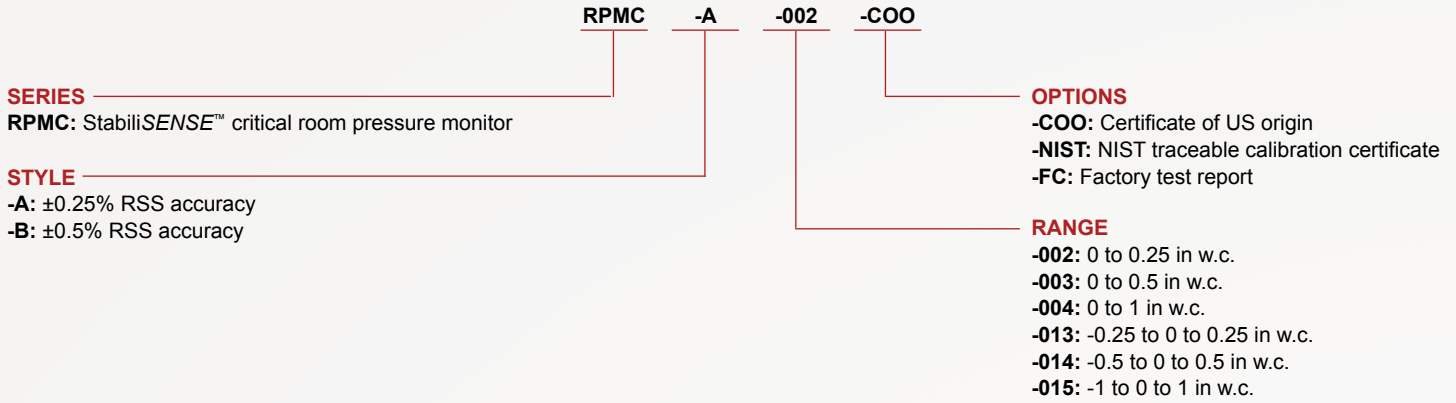 RPMC -A -002 -COO
SERIES
RPMC: StabiliSENSE™ critical room pressure monitor
STYLE
-A: ±0.25% RSS accuracy
-B: ±0.5% RSS accuracy
OPTIONS
-COO: Certificate of US origin
-NIST: NIST traceable calibration certificate
-FC: Factory test report
RANGE
-002: 0 to 0.25 in w.c.
-003: 0 to 0.5 in w.c.
-004: 0 to 1 in w.c.
-013: -0.25 to 0 to 0.25 in w.c.
-014: -0.5 to 0 to 0.5 in w.c.
-015: -1 to 0 to 1 in w.c.